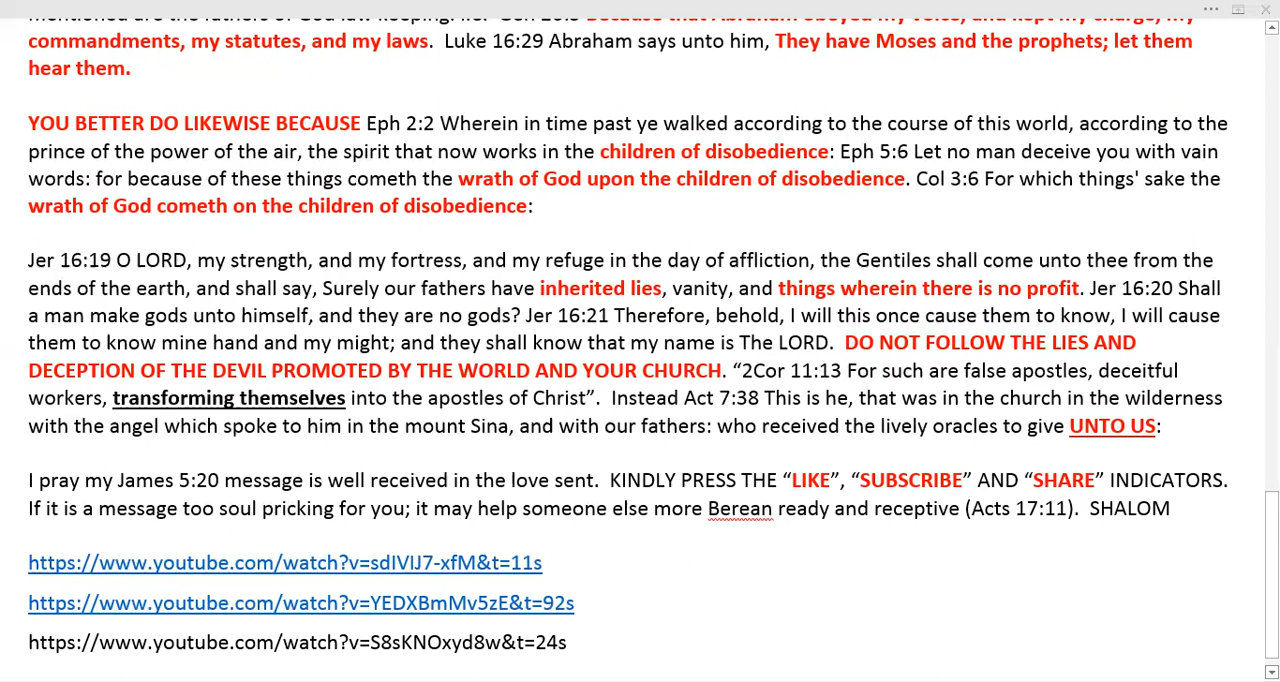 commandments, my statutes, and my laws.  Luke 16:29 Abraham says unto him, They have Moses and the prophets; let them
hear them.
YOU BETTER DO LIKEWISE BECAUSE Eph 2:2 Wherein in time past ye walked according to the course of this world, according to the
prince of the power of the air, the spirit that now works in the children of disobedience: Eph 5:6 Let no man deceive you with vain
words: for because of these things cometh the wrath of God upon the children of disobedience. Col 3:6 For which things' sake the
wrath of God cometh on the children of disobedience:
Jer 16:19 O LORD, my strength, and my fortress, and my refuge in the day of affliction, the Gentiles shall come unto thee from the
ends of the earth, and shall say, Surely our fathers have inherited lies, vanity, and things wherein there is no profit. Jer 16:20 Shall
a man make gods unto himself, and they are no gods? Jer 16:21 Therefore, behold, I will this once cause them to know, I will cause
them to know mine hand and my might; and they shall know that my name is The LORD.  DO NOT FOLLOW THE LIES AND
DECEPTION OF THE DEVIL PROMOTED BY THE WORLD AND YOUR CHURCH. “2Cor 11:13 For such are false apostles, deceitful
workers, transforming themselves into the apostles of Christ”.  Instead Act 7:38 This is he, that was in the church in the wilderness
with the angel which spoke to him in the mount Sina, and with our fathers: who received the lively oracles to give UNTO US:
I pray my James 5:20 message is well received in the love sent.  KINDLY PRESS THE “LIKE”, “SUBSCRIBE” AND “SHARE” INDICATORS.
If it is a message too soul pricking for you; it may help someone else more Berean ready and receptive (Acts 17:11).  SHALOM
https://www.youtube.com/watch?v=sdIVIJ7-xfM&t=11s
https://www.youtube.com/watch?v=YEDXBmMv5zE&t=92s
https://www.youtube.com/watch?v=S8sKNOxyd8w&t=24s